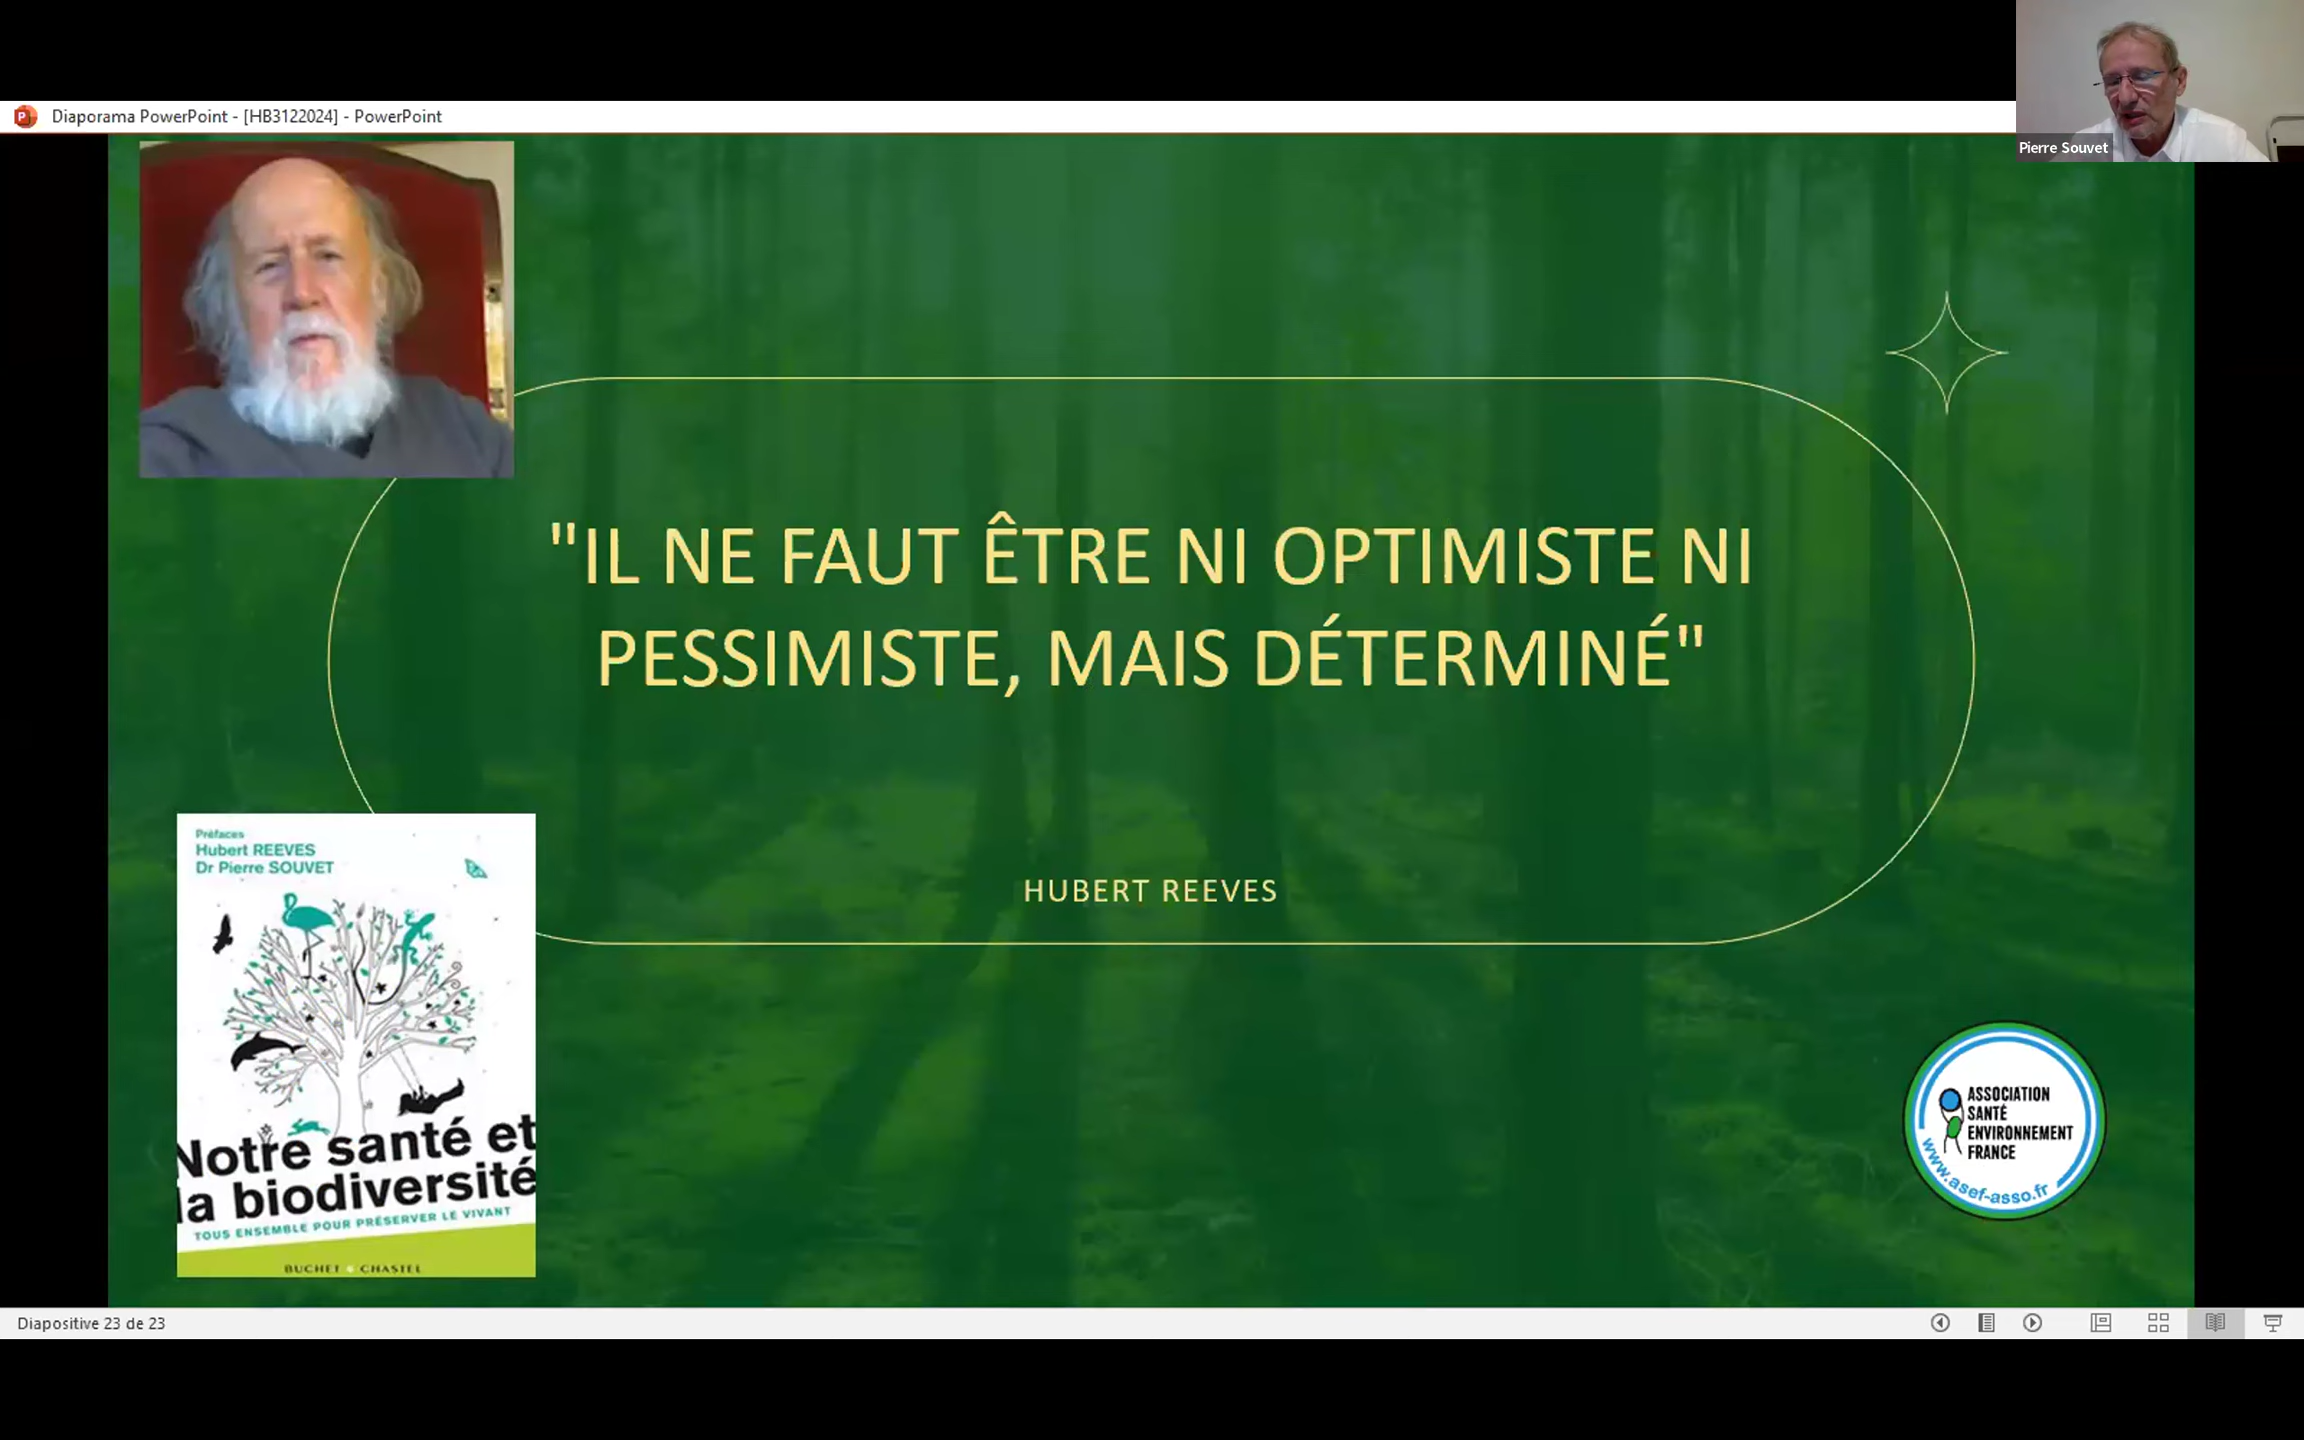 Diaporama PowerPoint - [HB3122024] - PowerPoint
Pierre Souvet
"IL NE FAUT ÊTRE NI OPTIMISTE NI
PESSIMISTE, MAIS DÉTERMINÉ"
HUBERT REEVES
Préfaces
Hubert REEVES
Dr Pierre SOUVET
Notre santé et
la biodiversité
TOUS ENSEMBLE POUR PRÉSERVER LE VIVANT
BUCHET CHASTEL
ASSOCIATION
SANTÉ
ENVIRONNEMENT
FRANCE
www.asef-asso.fr
Diapositive 23 de 23